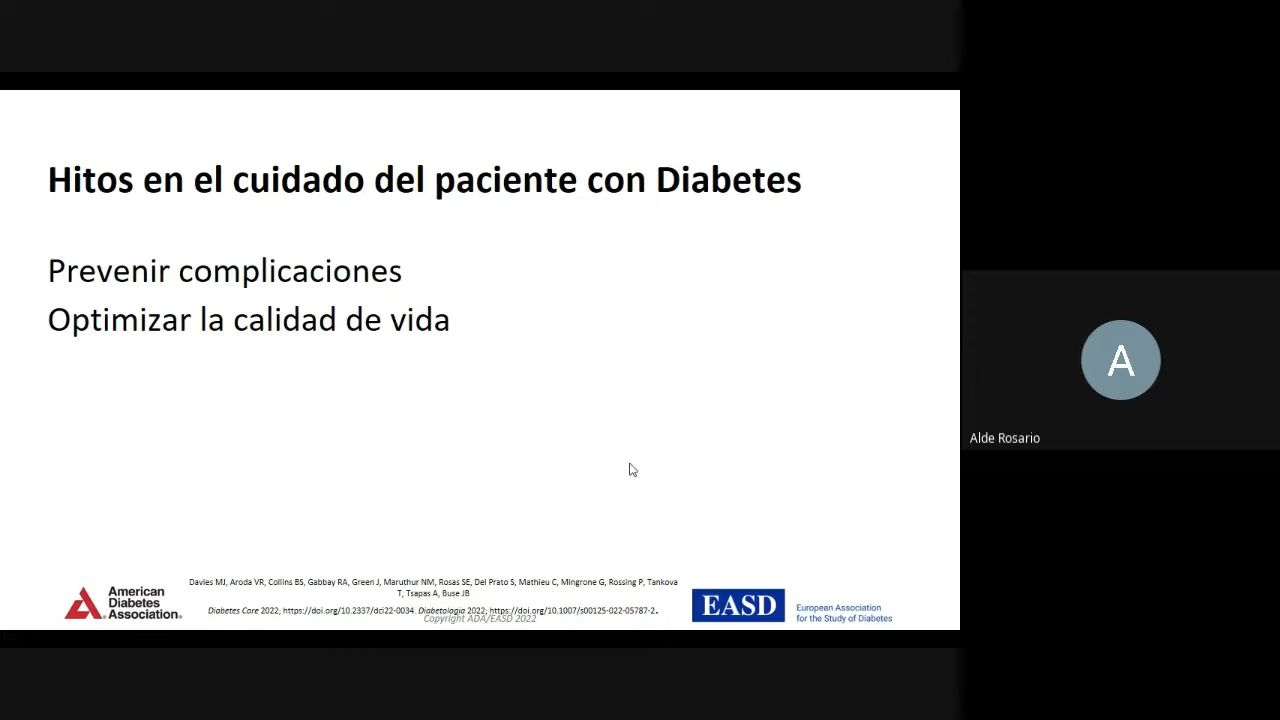 Hitos en el cuidado del paciente con Diabetes
Prevenir complicaciones
Optimizar la calidad de vida
A
Alde Rosario
American
Diabetes
Association®
Davies MJ, Aroda VR, Collins BS, Gabbay RA, Green J, Maruthur NM, Rosas SE, Del Prato S, Mathieu C, Mingrone G, Rossing P, Tankova
T, Tsapas A, Buse JB
Diabetes Care 2022; https://doi.org/10.2337/dci22-0034. Diabetologia 2022; https://doi.org/10.1007/s00125-022-05787-2.
Copyright ADA/EASD 2022
EASD
European Association
for the Study of Diabetes